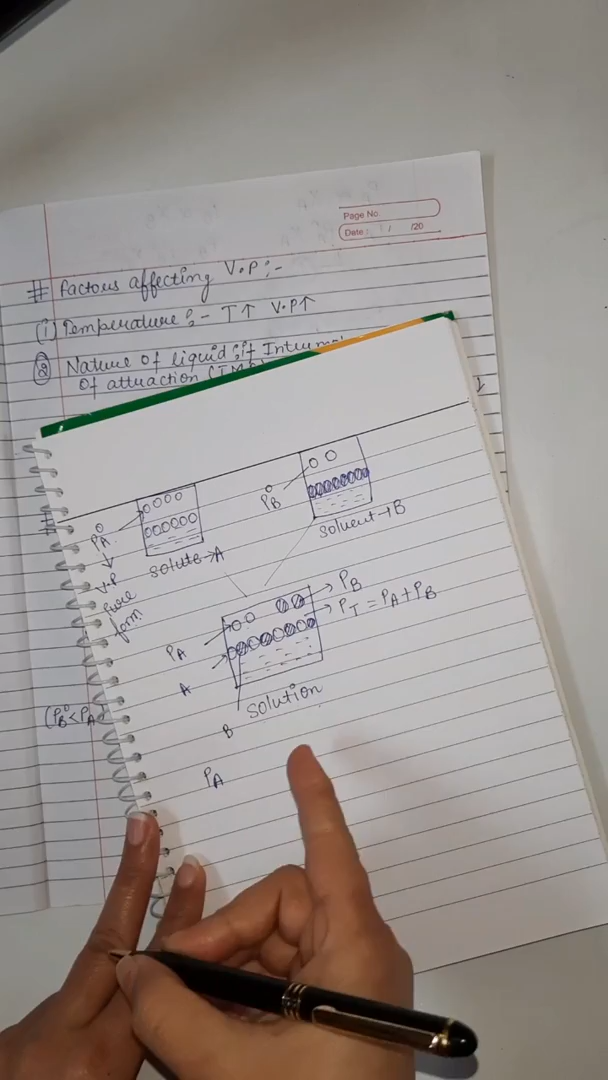 Page No.
Date : / /20
# Factors affecting V.P :-
(i) Temperature :- T↑ V.P↑
② Nature of liquid :-
of attraction
P°A
↓
V.P
pure
form
solute→A
P°B
solvent→B
PB
PT = PA + PB
PA
A
B
solution
(P°B < P°A
PA